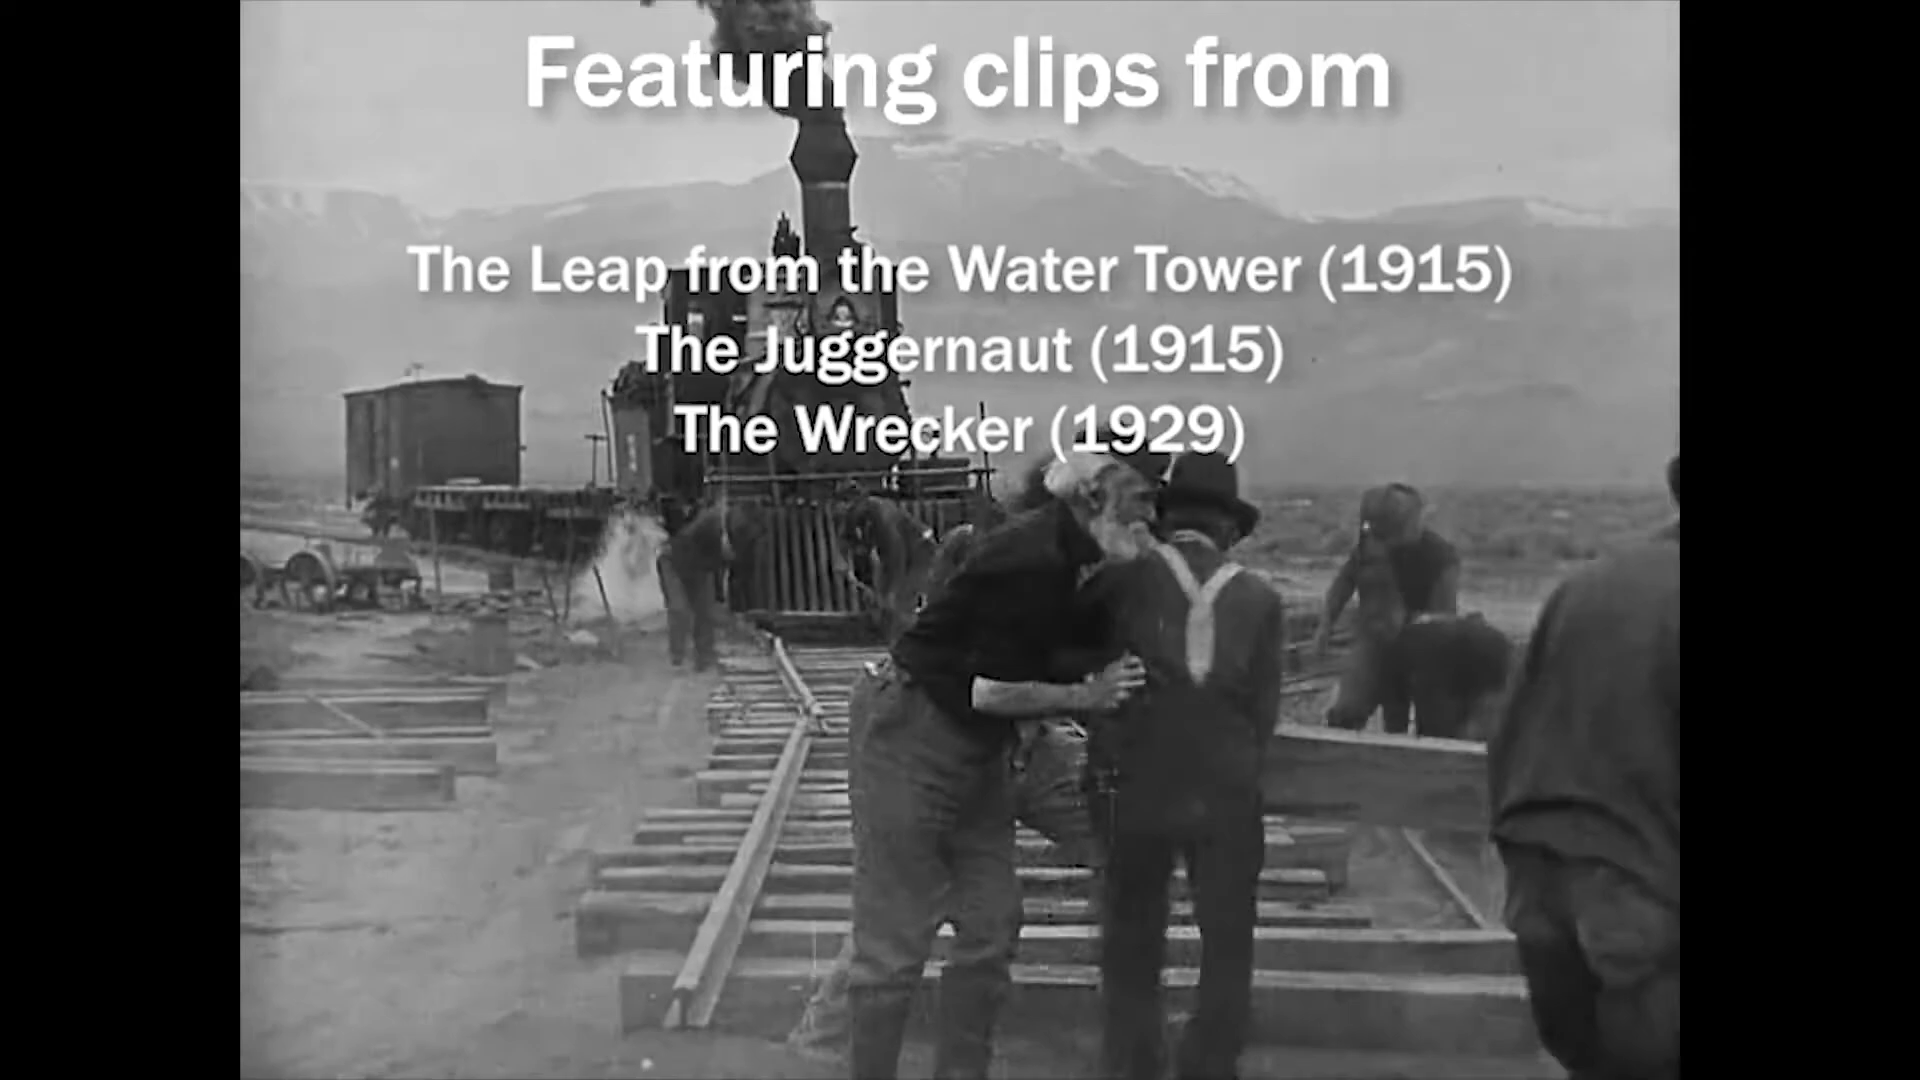 Featuring clips from
The Leap from the Water Tower (1915)
The Juggernaut (1915)
The Wrecker (1929)